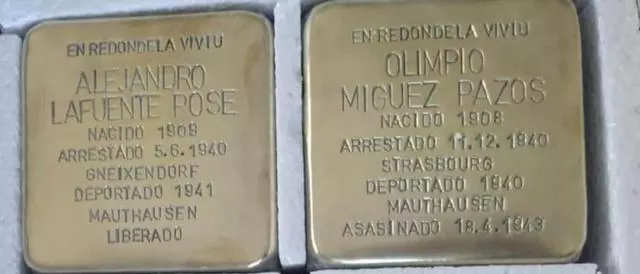 EN REDONDELA VIVIU
ALEJANDRO
LAFUENTE POSE
NACIDO 1909
ARRESTADO 5.6.1940
GNEIXENDORF
DEPORTADO 1941
MAUTHAUSEN
LIBERADO
EN REDONDELA VIVIU
OLIMPIO
MIGUEZ PAZOS
NACIDO 1908
ARRESTADO 11.12.1940
STRASBOURG
DEPORTADO 1940
MAUTHAUSEN
ASASINADO 18.4.1943